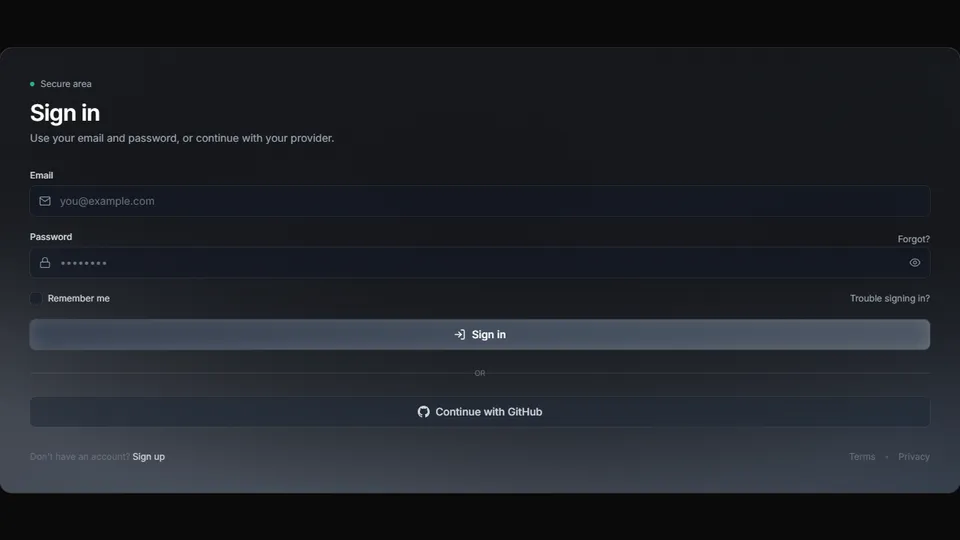 Secure area
Sign in
Use your email and password, or continue with your provider.
Email
you@example.com
Password
Forgot?
••••••••
Remember me
Trouble signing in?
Sign in
OR
Continue with GitHub
Don't have an account? Sign up
Terms • Privacy